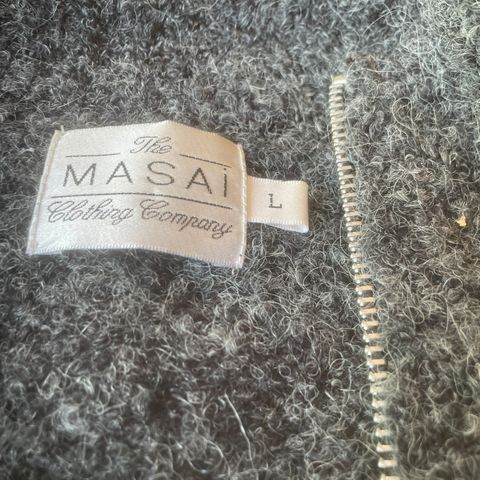 The
MASAi
Clothing Company
L